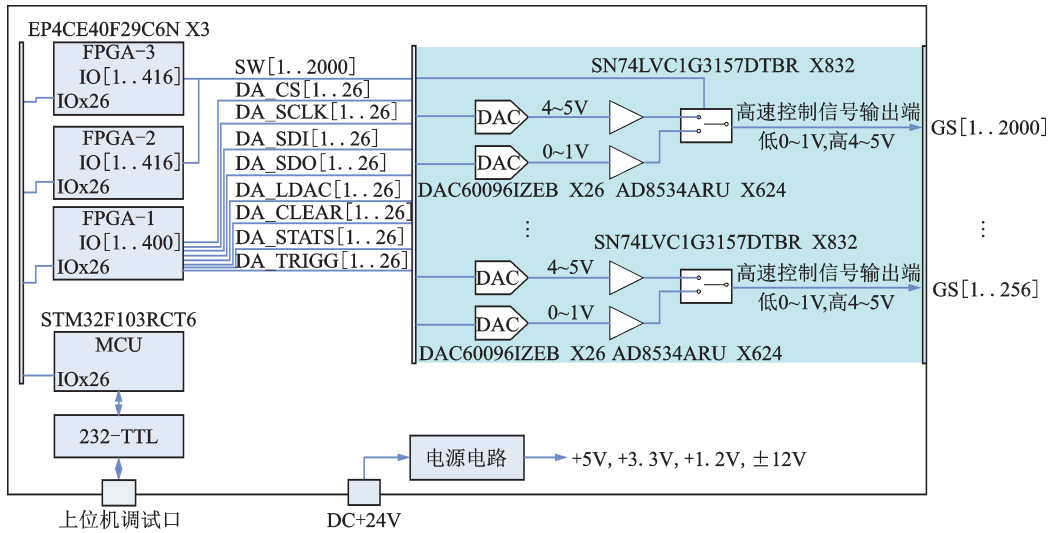 EP4CE40F29C6N X3
FPGA-3
IO[1..416]
IOx26
FPGA-2
IO[1..416]
IOx26
FPGA-1
IO[1..400]
IOx26
STM32F103RCT6
MCU
IOx26
232-TTL
上位机调试口
SW[1..2000]
DA_CS[1..26]
DA_SCLK[1..26]
DA_SDI[1..26]
DA_SDO[1..26]
DA_LDAC[1..26]
DA_CLEAR[1..26]
DA_STATS[1..26]
DA_TRIGG[1..26]
SN74LVC1G3157DTBR X832
DAC
4~5V
高速控制信号输出端
低0~1V,高4~5V
GS[1..2000]
DAC
0~1V
DAC60096IZEB X26 AD8534ARU X624
⋮
⋮
SN74LVC1G3157DTBR X832
DAC
4~5V
高速控制信号输出端
低0~1V,高4~5V
GS[1..256]
DAC
0~1V
DAC60096IZEB X26 AD8534ARU X624
电源电路
+5V, +3.3V, +1.2V, ±12V
DC+24V